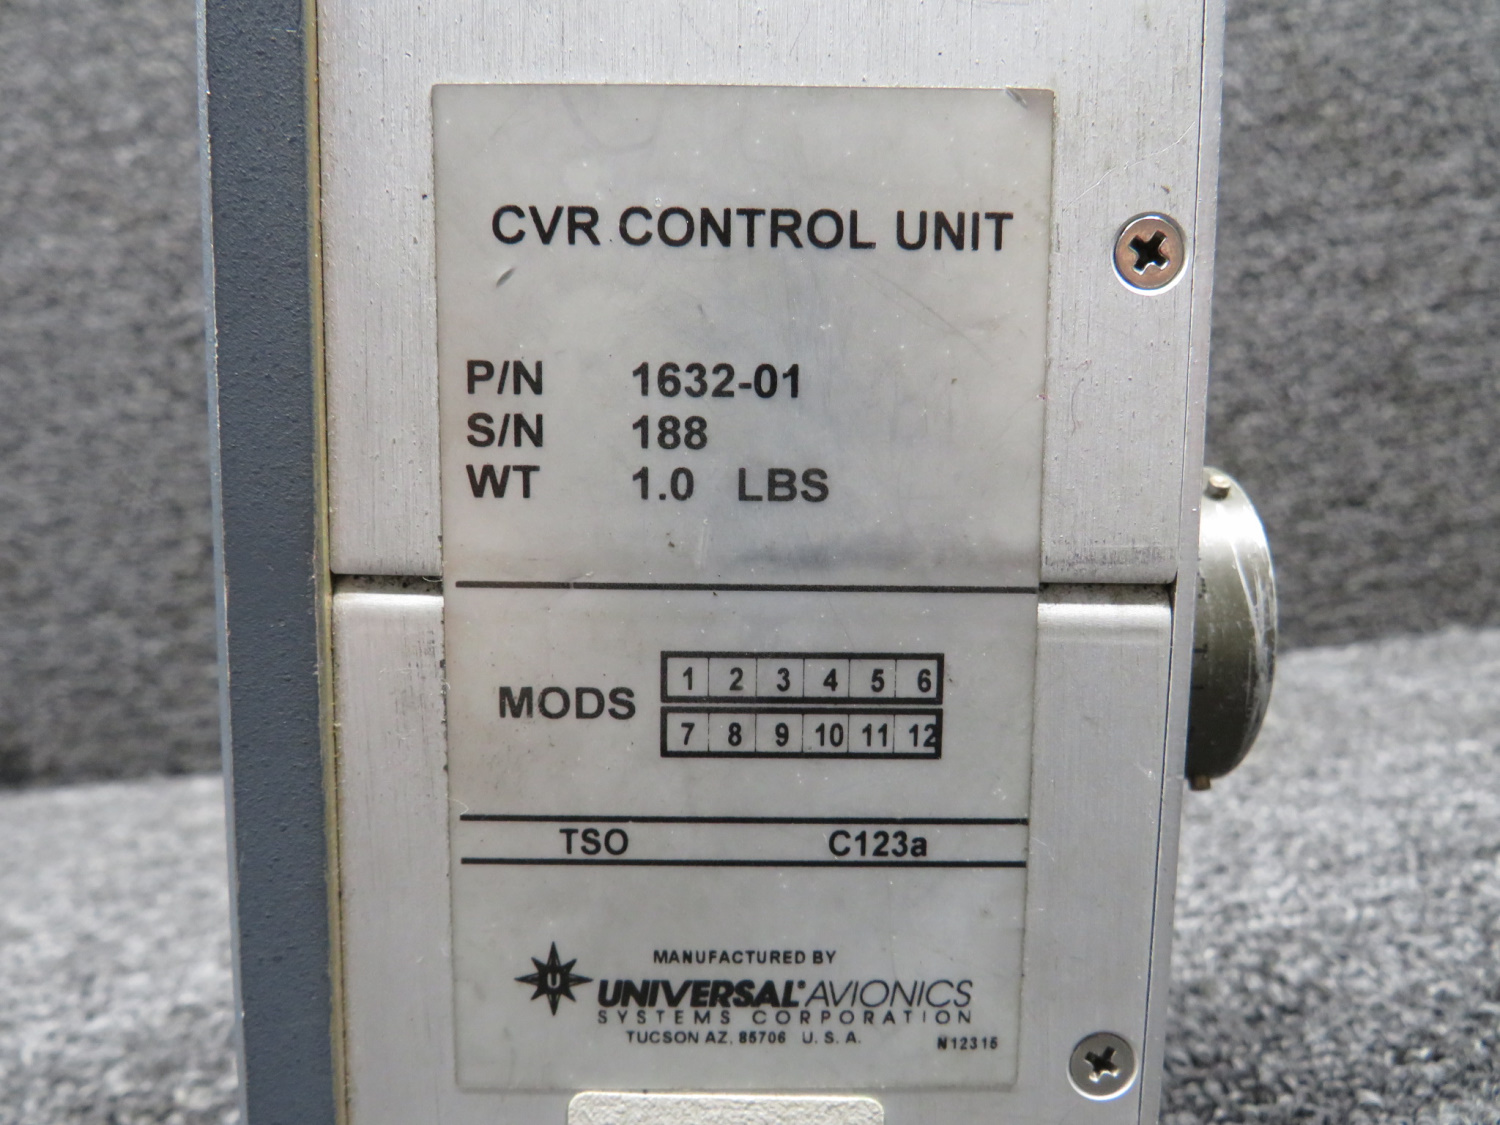 CVR CONTROL UNIT
P/N 1632-01
S/N 188
WT 1.0 LBS
MODS
1 2 3 4 5 6
7 8 9 10 11 12
TSO C123a
MANUFACTURED BY
U
UNIVERSAL® AVIONICS
SYSTEMS CORPORATION
TUCSON AZ, 85706 U. S. A.
N12315